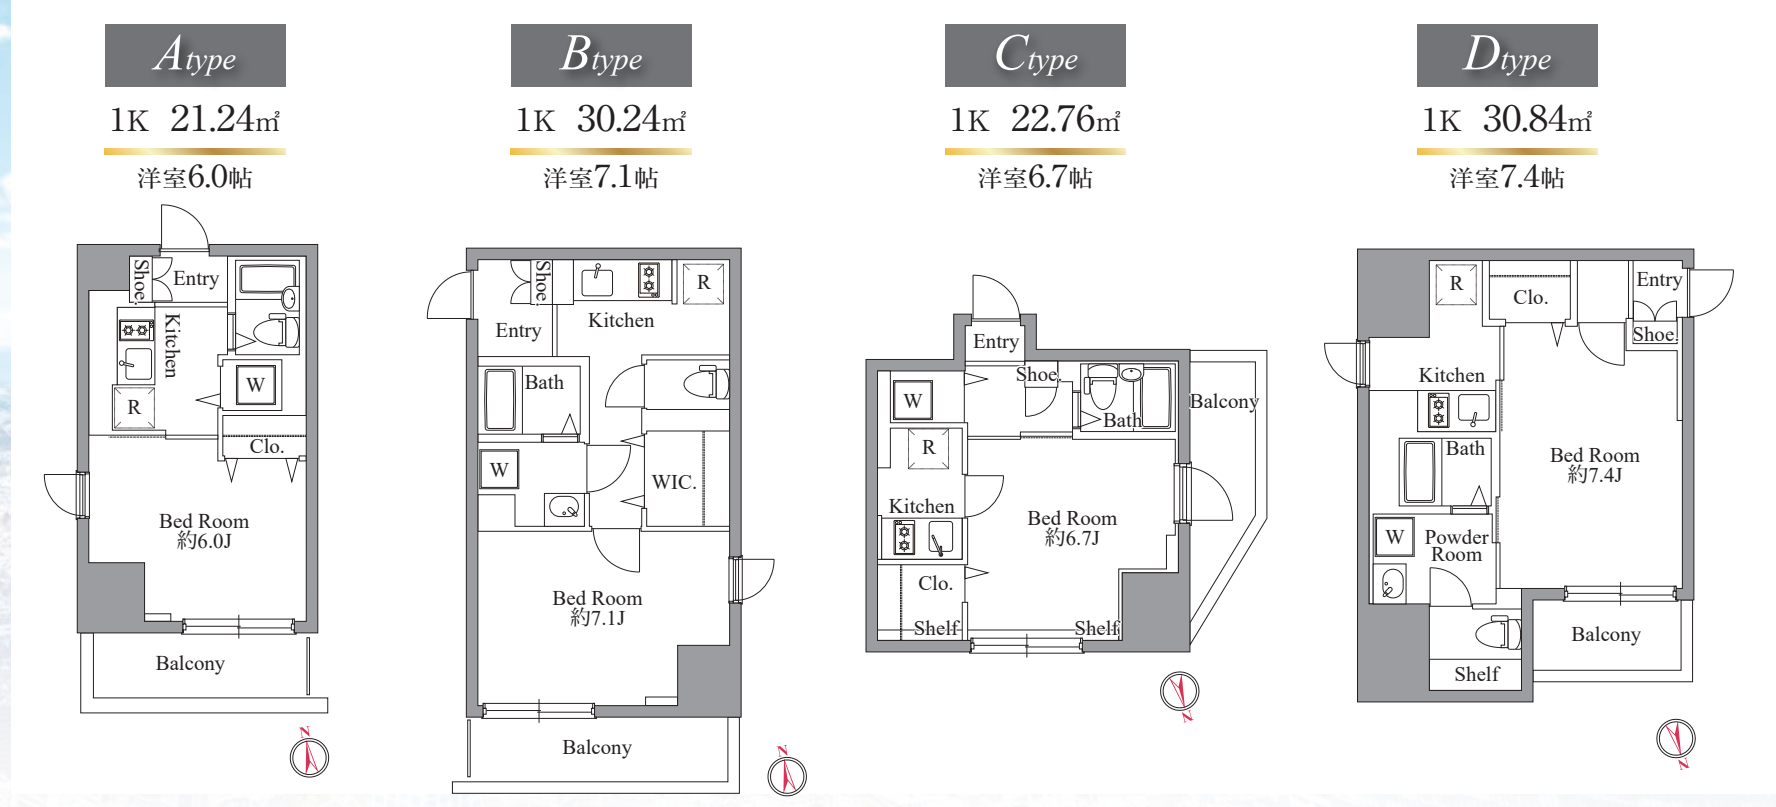 Atype
1K 21.24㎡
洋室6.0帖
Shoe.
Entry
Kitchen
W
R
Clo.
Bed Room
約6.0J
Balcony
N
Btype
1K 30.24㎡
洋室7.1帖
Shoe.
R
Entry
Kitchen
Bath
W
WIC.
Bed Room
約7.1J
Balcony
N
Ctype
1K 22.76㎡
洋室6.7帖
Entry
Shoe.
W
Balcony
Bath
R
Kitchen
Bed Room
約6.7J
Clo.
Shelf
Shelf
N
Dtype
1K 30.84㎡
洋室7.4帖
R
Clo.
Entry
Shoe.
Kitchen
Bath
Bed Room
約7.4J
W
Powder
Room
Balcony
Shelf
N